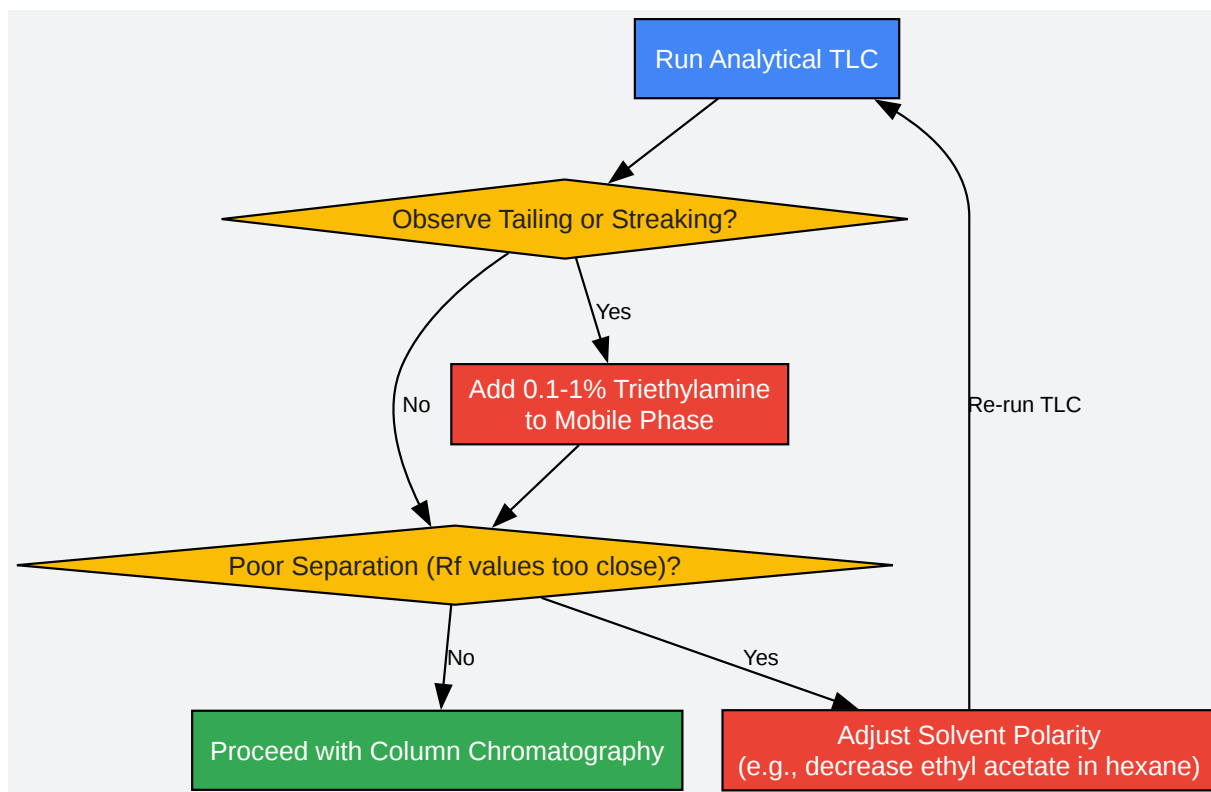 Run Analytical TLC
Observe Tailing or Streaking?
Yes
Add 0.1-1% Triethylamine
to Mobile Phase
No
Re-run TLC
Poor Separation (Rf values too close)?
No
Yes
Proceed with Column Chromatography
Adjust Solvent Polarity
(e.g., decrease ethyl acetate in hexane)